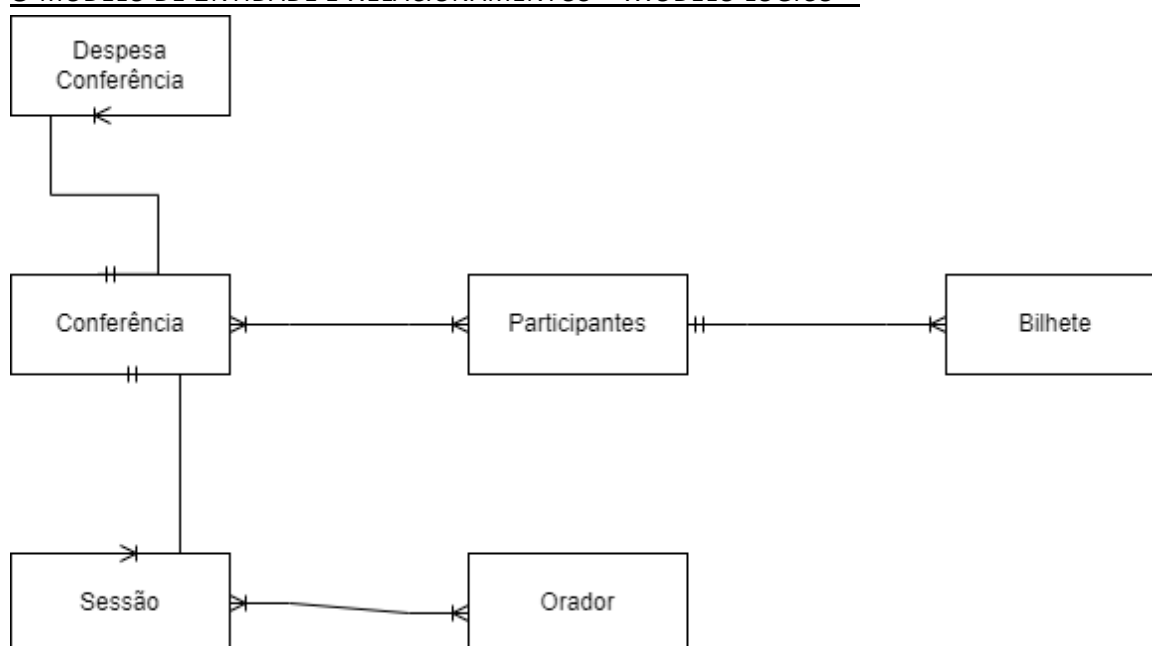 Despesa
Conferência
Conferência
Participantes
Bilhete
Sessão
Orador